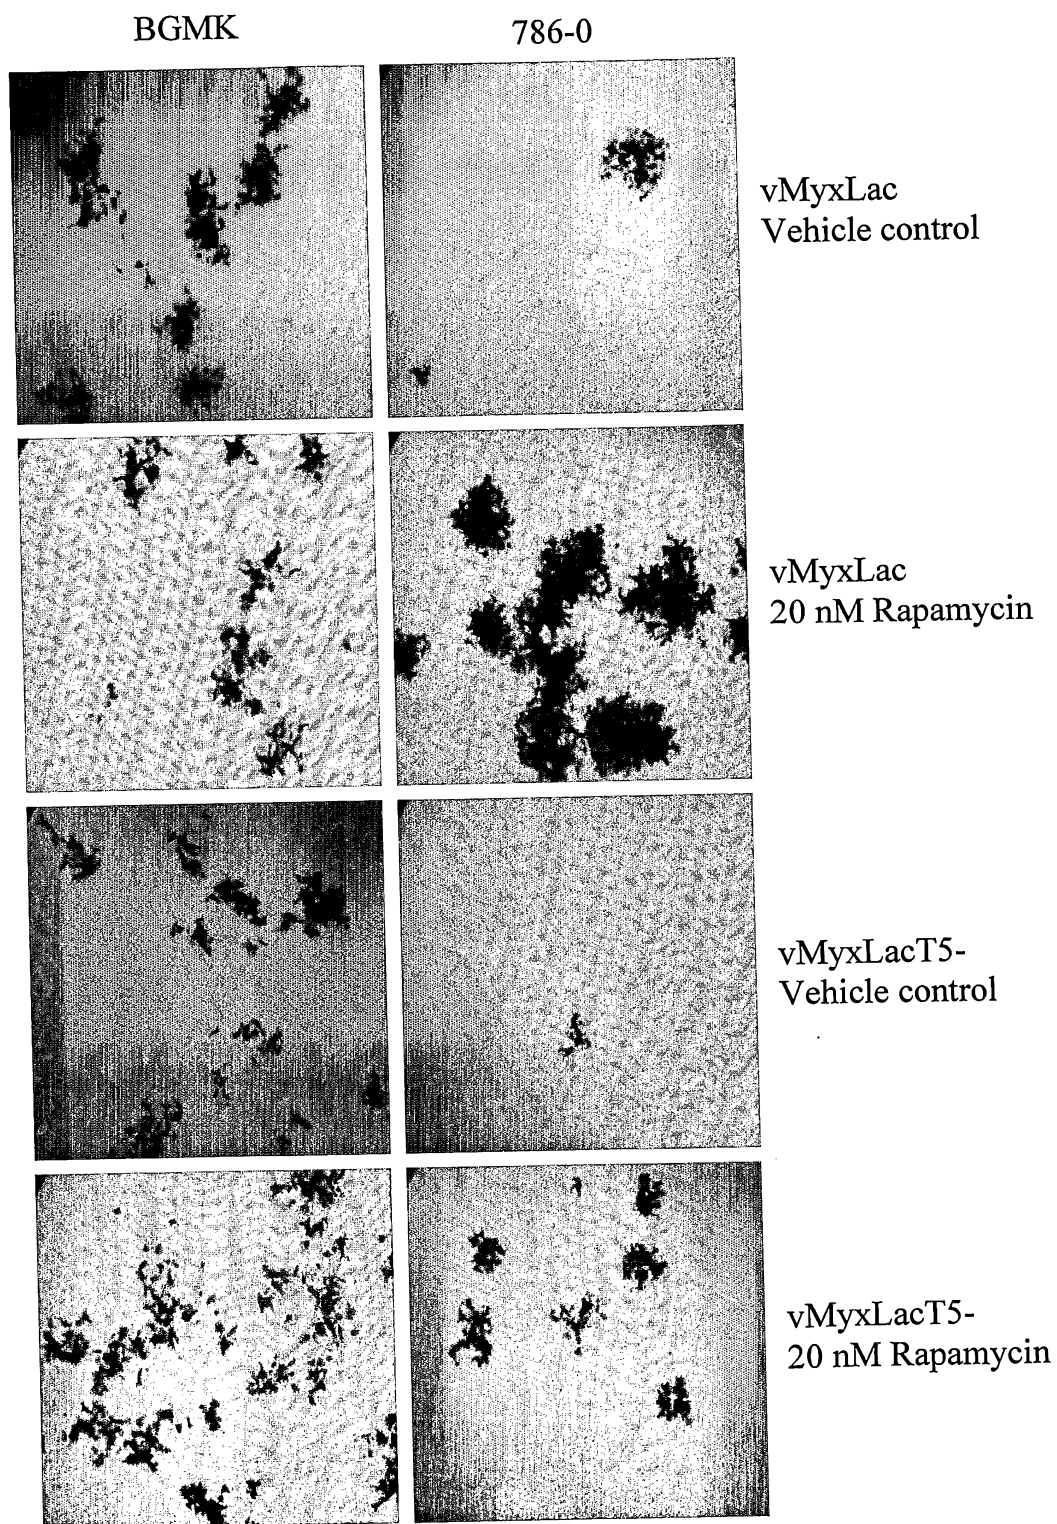 BGMK
786-0
vMyxLac
Vehicle control
vMyxLac
20 nM Rapamycin
vMyxLacT5-
Vehicle control
vMyxLacT5-
20 nM Rapamycin